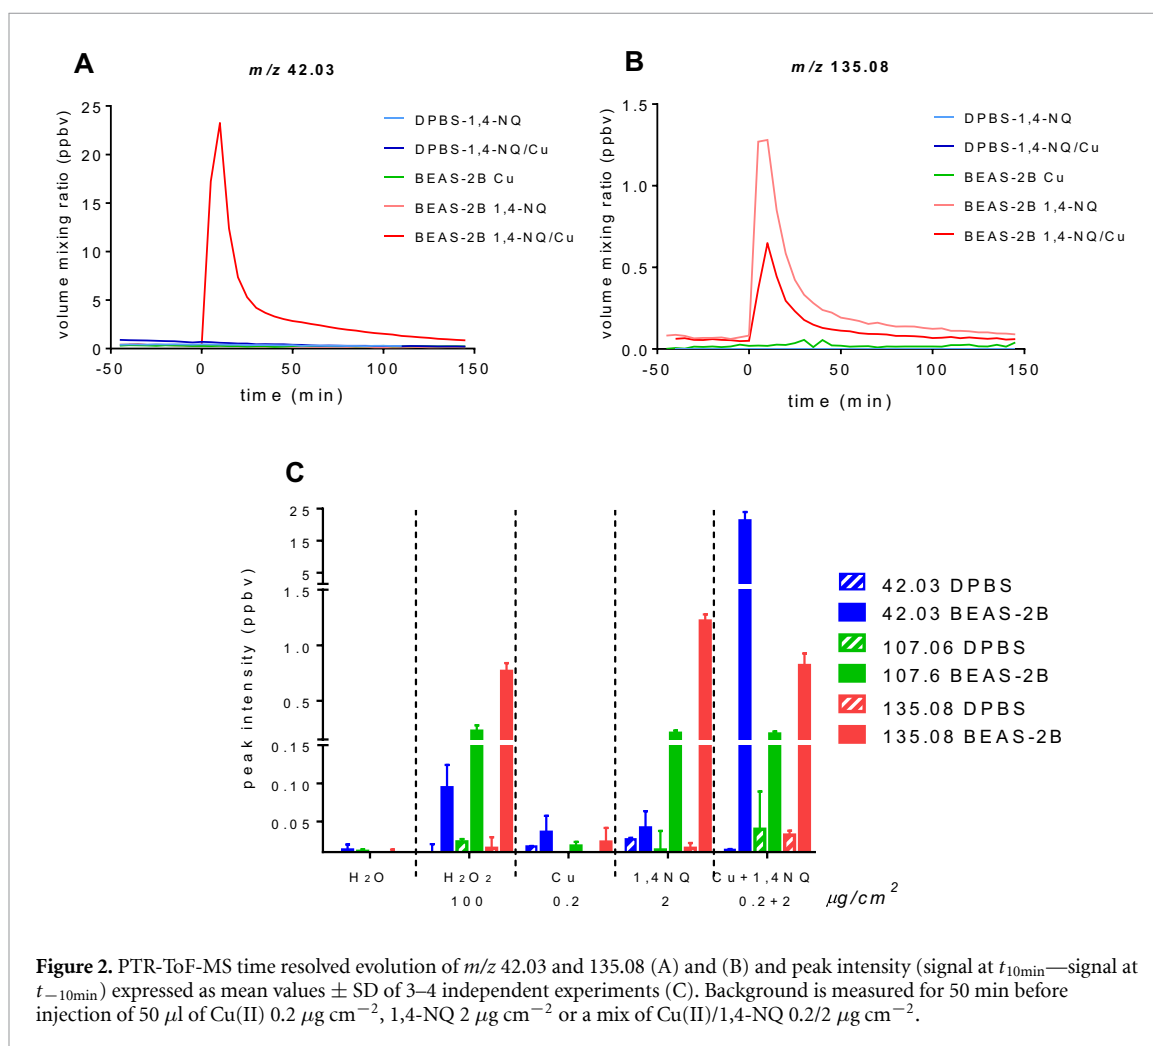 A
m/z 42.03
volume mixing ratio (ppbv)
25
20
15
10
5
0
-50
0
50
100
150
time (min)
DPBS-1,4-NQ
DPBS-1,4-NQ/Cu
BEAS-2B Cu
BEAS-2B 1,4-NQ
BEAS-2B 1,4-NQ/Cu
B
m/z 135.08
volume mixing ratio (ppbv)
1.5
1.0
0.5
0.0
-50
0
50
100
150
time (min)
DPBS-1,4-NQ
DPBS-1,4-NQ/Cu
BEAS-2B Cu
BEAS-2B 1,4-NQ
BEAS-2B 1,4-NQ/Cu
C
peak intensity (ppbv)
25
15
5
1.5
1.0
0.5
0.15
0.10
0.05
H₂O
H₂O₂
Cu
1,4NQ
Cu+1,4NQ
100
0.2
2
0.2+2
μg/cm²
42.03 DPBS
42.03 BEAS-2B
107.06 DPBS
107.6 BEAS-2B
135.08 DPBS
135.08 BEAS-2B
Figure 2. PTR-ToF-MS time resolved evolution of m/z 42.03 and 135.08 (A) and (B) and peak intensity (signal at t₁₀ₘᵢₙ—signal at
t₋₁₀ₘᵢₙ) expressed as mean values ± SD of 3–4 independent experiments (C). Background is measured for 50 min before
injection of 50 μl of Cu(II) 0.2 μg cm⁻², 1,4-NQ 2 μg cm⁻² or a mix of Cu(II)/1,4-NQ 0.2/2 μg cm⁻².